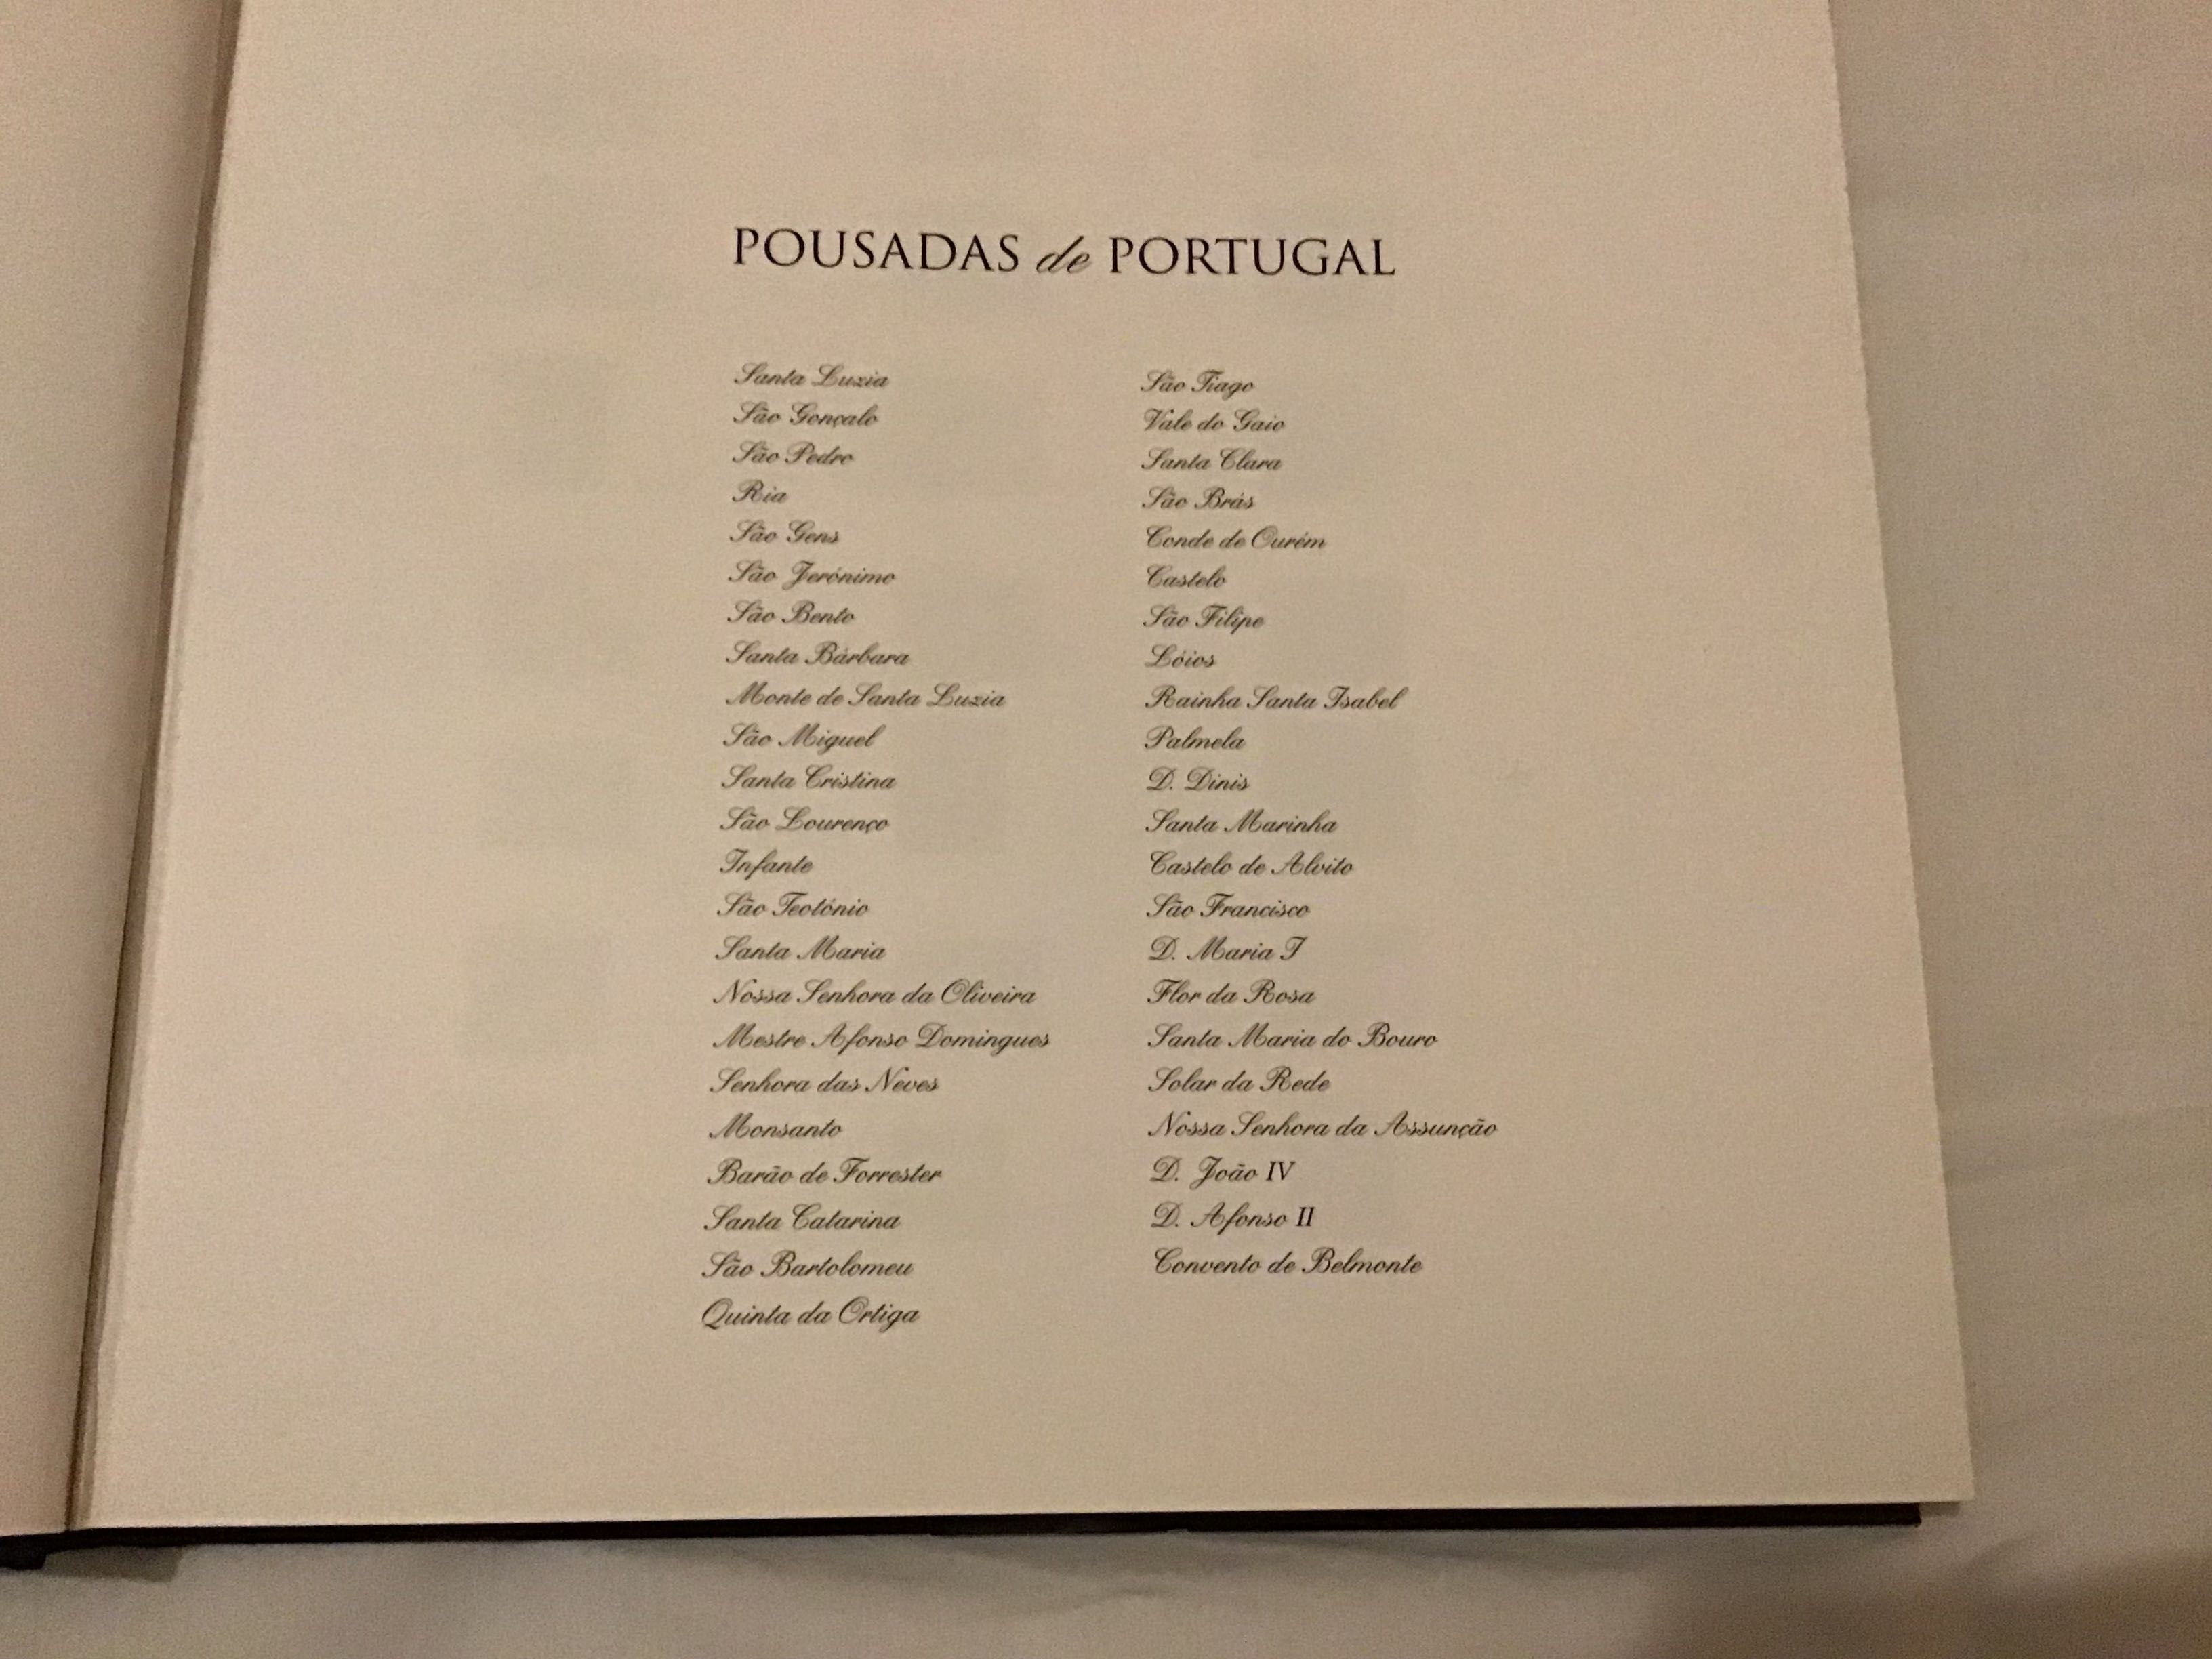 POUSADAS de PORTUGAL
Santa Luzia
São Gonçalo
São Pedro
Ria
São Gens
São Jerónimo
São Bento
Santa Bárbara
Monte de Santa Luzia
São Miguel
Santa Cristina
São Lourenço
Infante
São Teotónio
Santa Maria
Nossa Senhora da Oliveira
Mestre Afonso Domingues
Senhora das Neves
Monsanto
Barão de Forrester
Santa Catarina
São Bartolomeu
Quinta da Ortiga
São Tiago
Vale do Gaio
Santa Clara
São Brás
Conde de Ourém
Castelo
São Filipe
Lóios
Rainha Santa Isabel
Palmela
D. Dinis
Santa Marinha
Castelo de Alvito
São Francisco
D. Maria I
Flor da Rosa
Santa Maria do Bouro
Solar da Rede
Nossa Senhora da Assunção
D. João IV
D. Afonso II
Convento de Belmonte